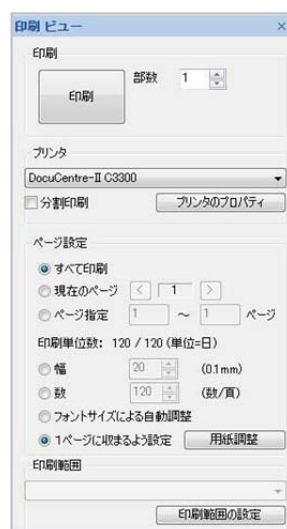 印刷 ビュー ×
印刷
部数 1
印刷
プリンタ
DocuCentre-II C3300
分割印刷 プリンタのプロパティ
ページ設定
すべて印刷
現在のページ < 1 >
ページ指定 1 ～ 1 ページ
印刷単位数: 120 / 120 (単位=日)
幅 20 (0.1mm)
数 120 (数/頁)
フォントサイズによる自動調整
1ページに収まるよう設定 用紙調整
印刷範囲
印刷範囲の設定